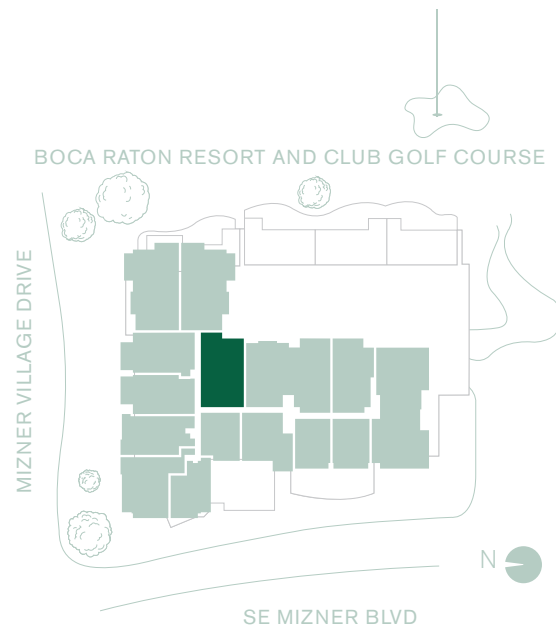 BOCA RATON RESORT AND CLUB GOLF COURSE
MIZNER VILLAGE DRIVE
N
SE MIZNER BLVD